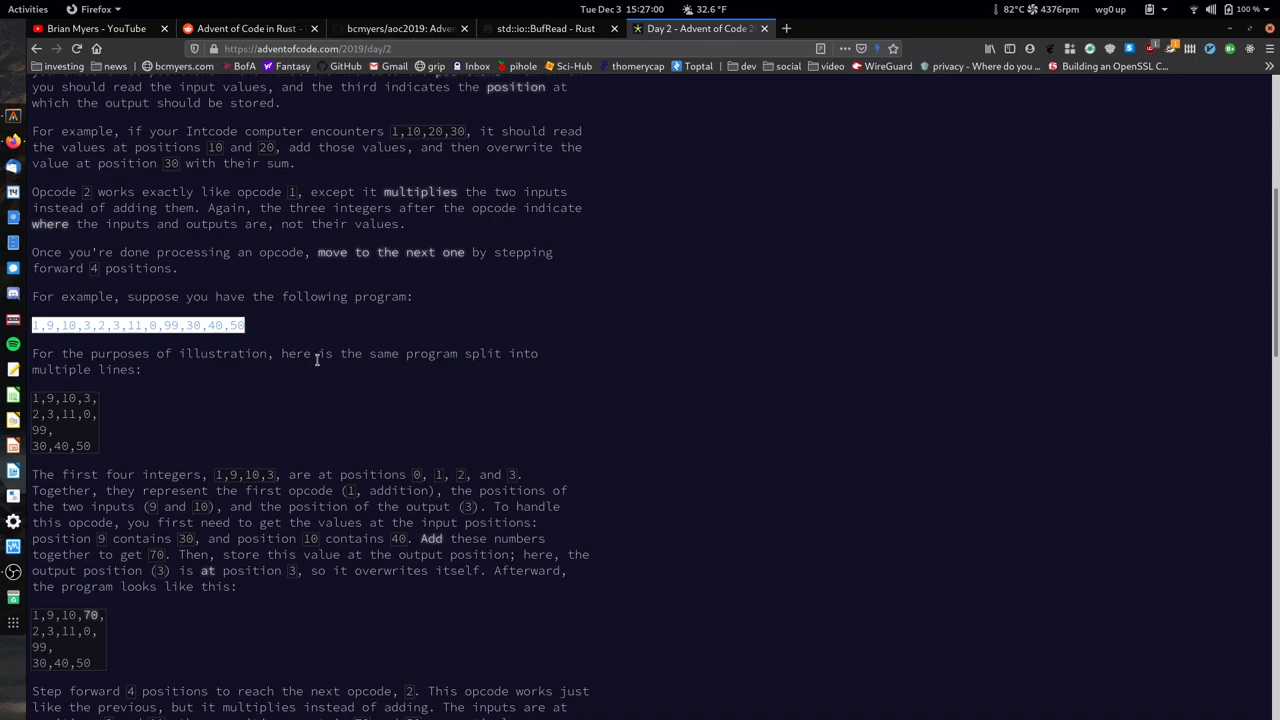 Activities Firefox Tue Dec 3 15:27:00 32.6 °F 82°C 4376rpm wg0 up 100 %
Brian Myers - YouTube × Advent of Code in Rust - × bcmyers/aoc2019: Adven × std::io::BufRead - Rust × Day 2 - Advent of Code 2 ×
https://adventofcode.com/2019/day/2
investing news bcmyers.com BofA Fantasy GitHub Gmail grip Inbox pihole Sci-Hub thomerycap Toptal dev social video WireGuard privacy - Where do you ... Building an OpenSSL C...
you should read the input values, and the third indicates the position at
which the output should be stored.
For example, if your Intcode computer encounters 1,10,20,30, it should read
the values at positions 10 and 20, add those values, and then overwrite the
value at position 30 with their sum.
Opcode 2 works exactly like opcode 1, except it multiplies the two inputs
instead of adding them. Again, the three integers after the opcode indicate
where the inputs and outputs are, not their values.
Once you're done processing an opcode, move to the next one by stepping
forward 4 positions.
For example, suppose you have the following program:
1,9,10,3,2,3,11,0,99,30,40,50
For the purposes of illustration, here is the same program split into
multiple lines:
1,9,10,3,
2,3,11,0,
99,
30,40,50
The first four integers, 1,9,10,3, are at positions 0, 1, 2, and 3.
Together, they represent the first opcode (1, addition), the positions of
the two inputs (9 and 10), and the position of the output (3). To handle
this opcode, you first need to get the values at the input positions:
position 9 contains 30, and position 10 contains 40. Add these numbers
together to get 70. Then, store this value at the output position; here, the
output position (3) is at position 3, so it overwrites itself. Afterward,
the program looks like this:
1,9,10,70,
2,3,11,0,
99,
30,40,50
Step forward 4 positions to reach the next opcode, 2. This opcode works just
like the previous, but it multiplies instead of adding. The inputs are at